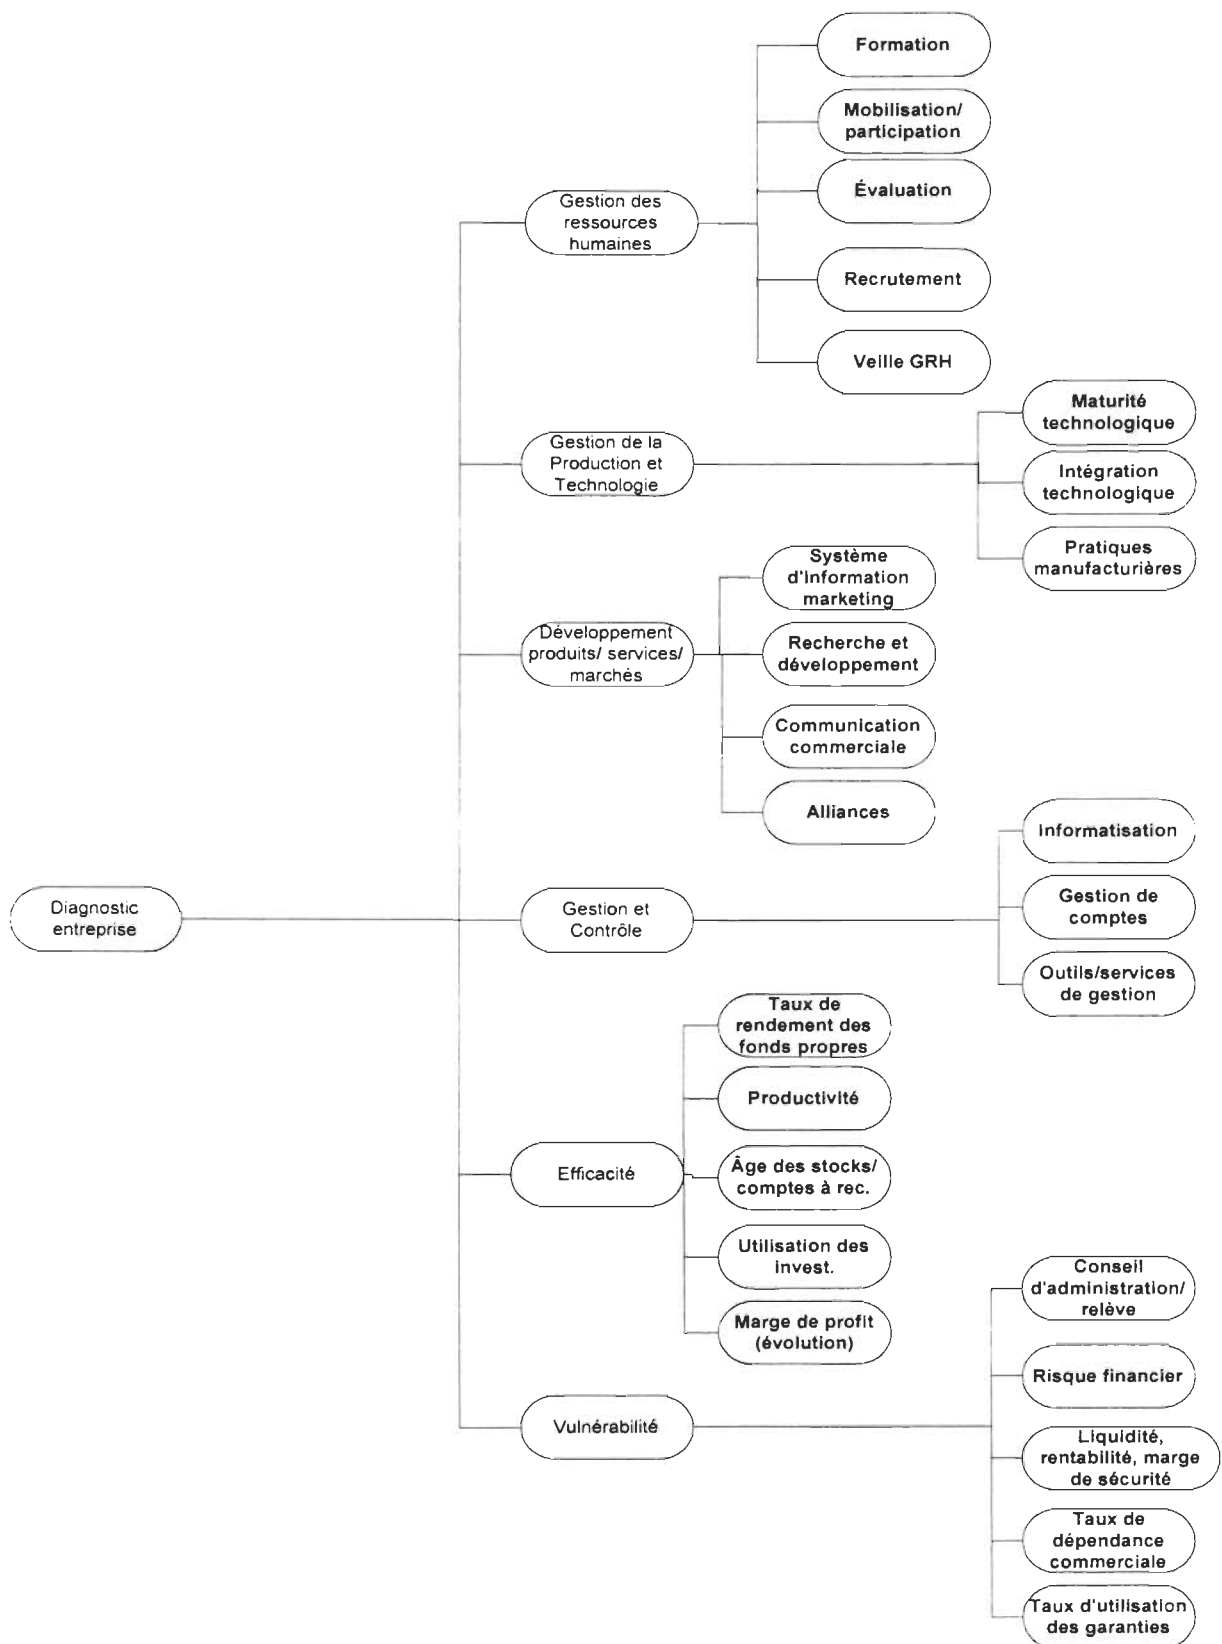 Formation
Mobilisation/
participation
Évaluation
Gestion des
ressources
humaines
Recrutement
Veille GRH
Maturité
technologique
Gestion de la
Production et
Technologie
Intégration
technologique
Pratiques
manufacturières
Système
d'Information
marketing
Développement
produits/ services/
marchés
Recherche et
développement
Communication
commerciale
Alliances
Informatisation
Diagnostic
entreprise
Gestion et
Contrôle
Gestion de
comptes
Outils/services
de gestion
Taux de
rendement des
fonds propres
Productivité
Efficacité
Âge des stocks/
comptes à rec.
Utilisation des
invest.
Marge de profit
(évolution)
Conseil
d'administration/
relève
Risque financier
Vulnérabilité
Liquidité,
rentabilité, marge
de sécurité
Taux de
dépendance
commerciale
Taux d'utilisation
des garanties